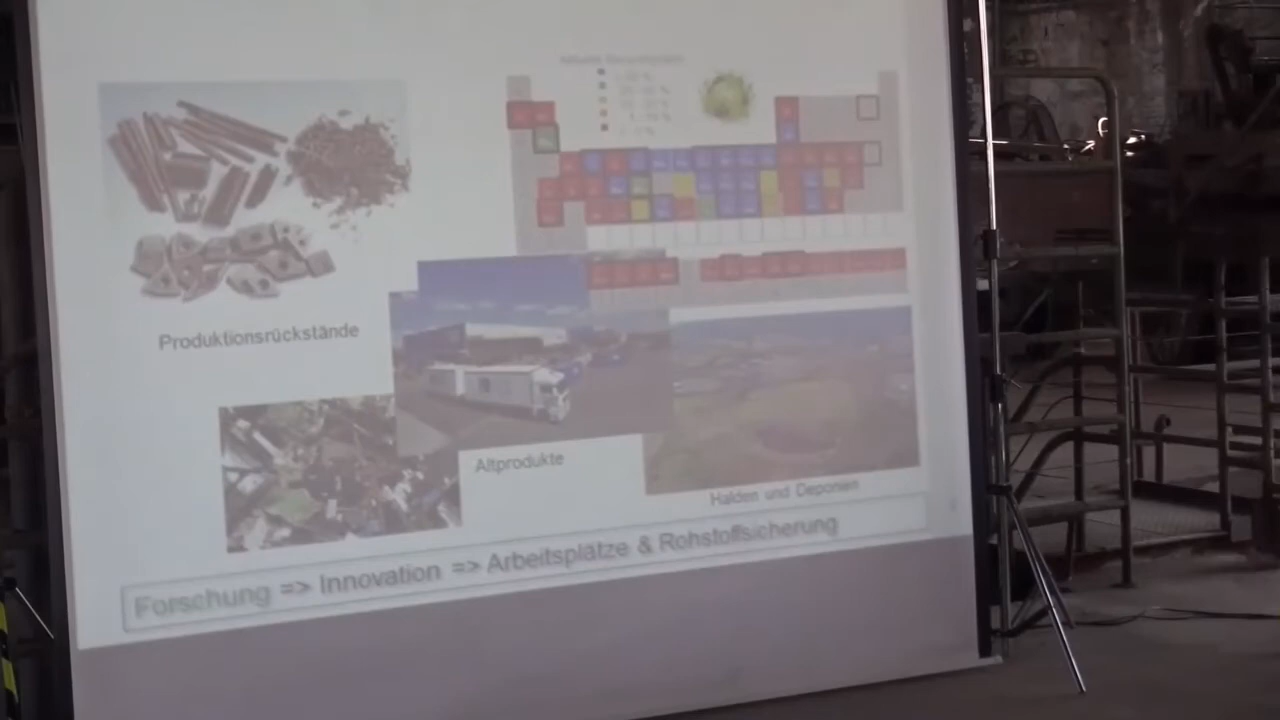 Produktionsrückstände
Altprodukte
Halden und Deponien
Forschung => Innovation => Arbeitsplätze & Rohstoffsicherung